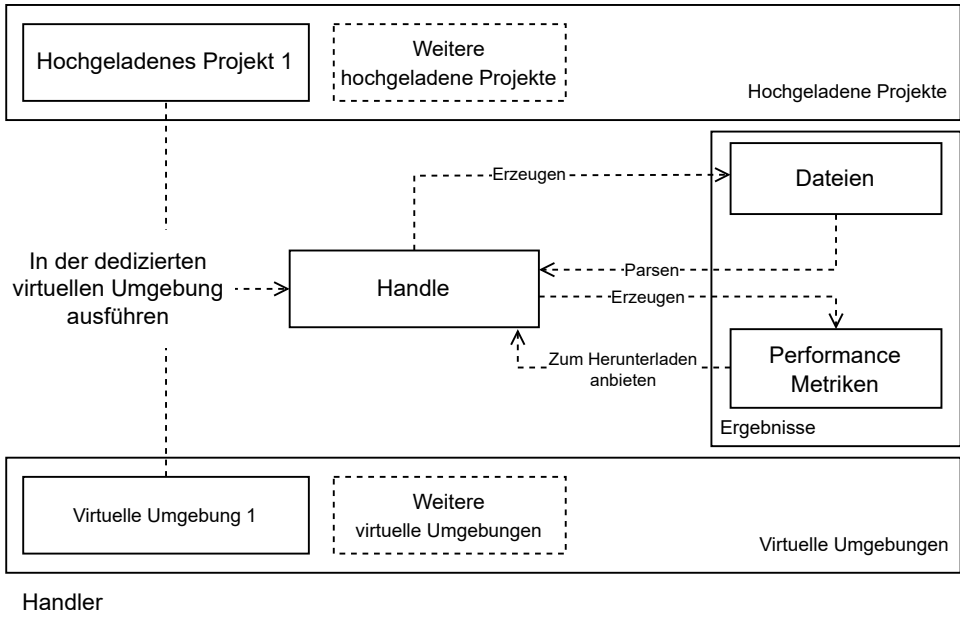 Hochgeladenes Projekt 1
Weitere
hochgeladene Projekte
Hochgeladene Projekte
Erzeugen
Dateien
In der dedizierten
virtuellen Umgebung
ausführen
Handle
Parsen
Erzeugen
Zum Herunterladen
anbieten
Performance
Metriken
Ergebnisse
Virtuelle Umgebung 1
Weitere
virtuelle Umgebungen
Virtuelle Umgebungen
Handler